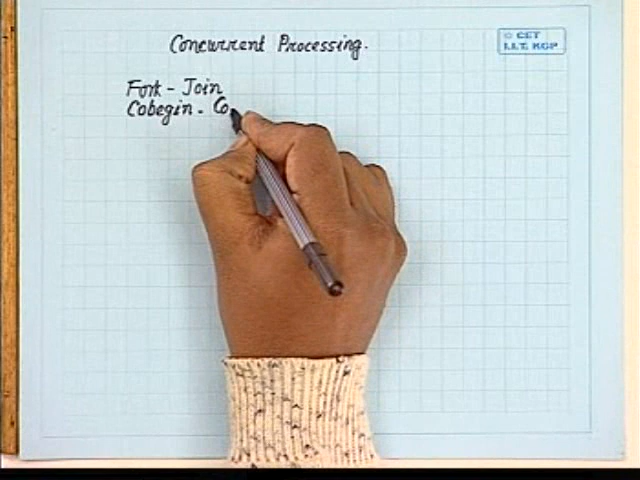 Concurrent Processing.
© CET
I.I.T. KGP
Fork - Join
Cobegin - Co